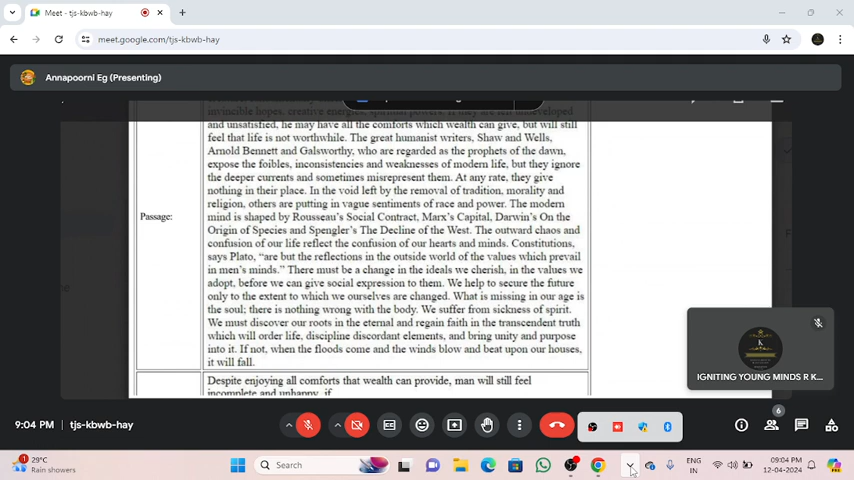 Meet - tjs-kbwb-hay
meet.google.com/tjs-kbwb-hay
Annapoorni Eg (Presenting)
invincible hopes, creative energies, spiritual powers. If they are left undeveloped
and unsatisfied, he may have all the comforts which wealth can give, but will still
feel that life is not worthwhile. The great humanist writers, Shaw and Wells,
Arnold Bennett and Galsworthy, who are regarded as the prophets of the dawn,
expose the foibles, inconsistencies and weaknesses of modern life, but they ignore
the deeper currents and sometimes misrepresent them. At any rate, they give
nothing in their place. In the void left by the removal of tradition, morality and
religion, others are putting in vague sentiments of race and power. The modern
Passage: mind is shaped by Rousseau's Social Contract, Marx's Capital, Darwin's On the
Origin of Species and Spengler's The Decline of the West. The outward chaos and
confusion of our life reflect the confusion of our hearts and minds. Constitutions,
says Plato, "are but the reflections in the outside world of the values which prevail
in men's minds." There must be a change in the ideals we cherish, in the values we
adopt, before we can give social expression to them. We help to secure the future
only to the extent to which we ourselves are changed. What is missing in our age is
the soul; there is nothing wrong with the body. We suffer from sickness of spirit.
We must discover our roots in the eternal and regain faith in the transcendent truth
which will order life, discipline discordant elements, and bring unity and purpose
into it. If not, when the floods come and the winds blow and beat upon our houses,
it will fall.
Despite enjoying all comforts that wealth can provide, man will still feel
incomplete and unhappy, if
K
IGNITING YOUNG MINDS R K...
9:04 PM | tjs-kbwb-hay
6
29°C
Rain showers
Search
ENG
IN
09:04 PM
12-04-2024